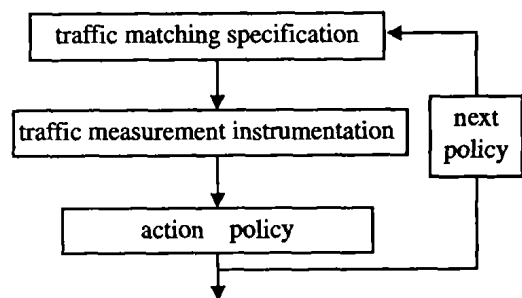 traffic matching specification
traffic measurement instrumentation
next
policy
action policy